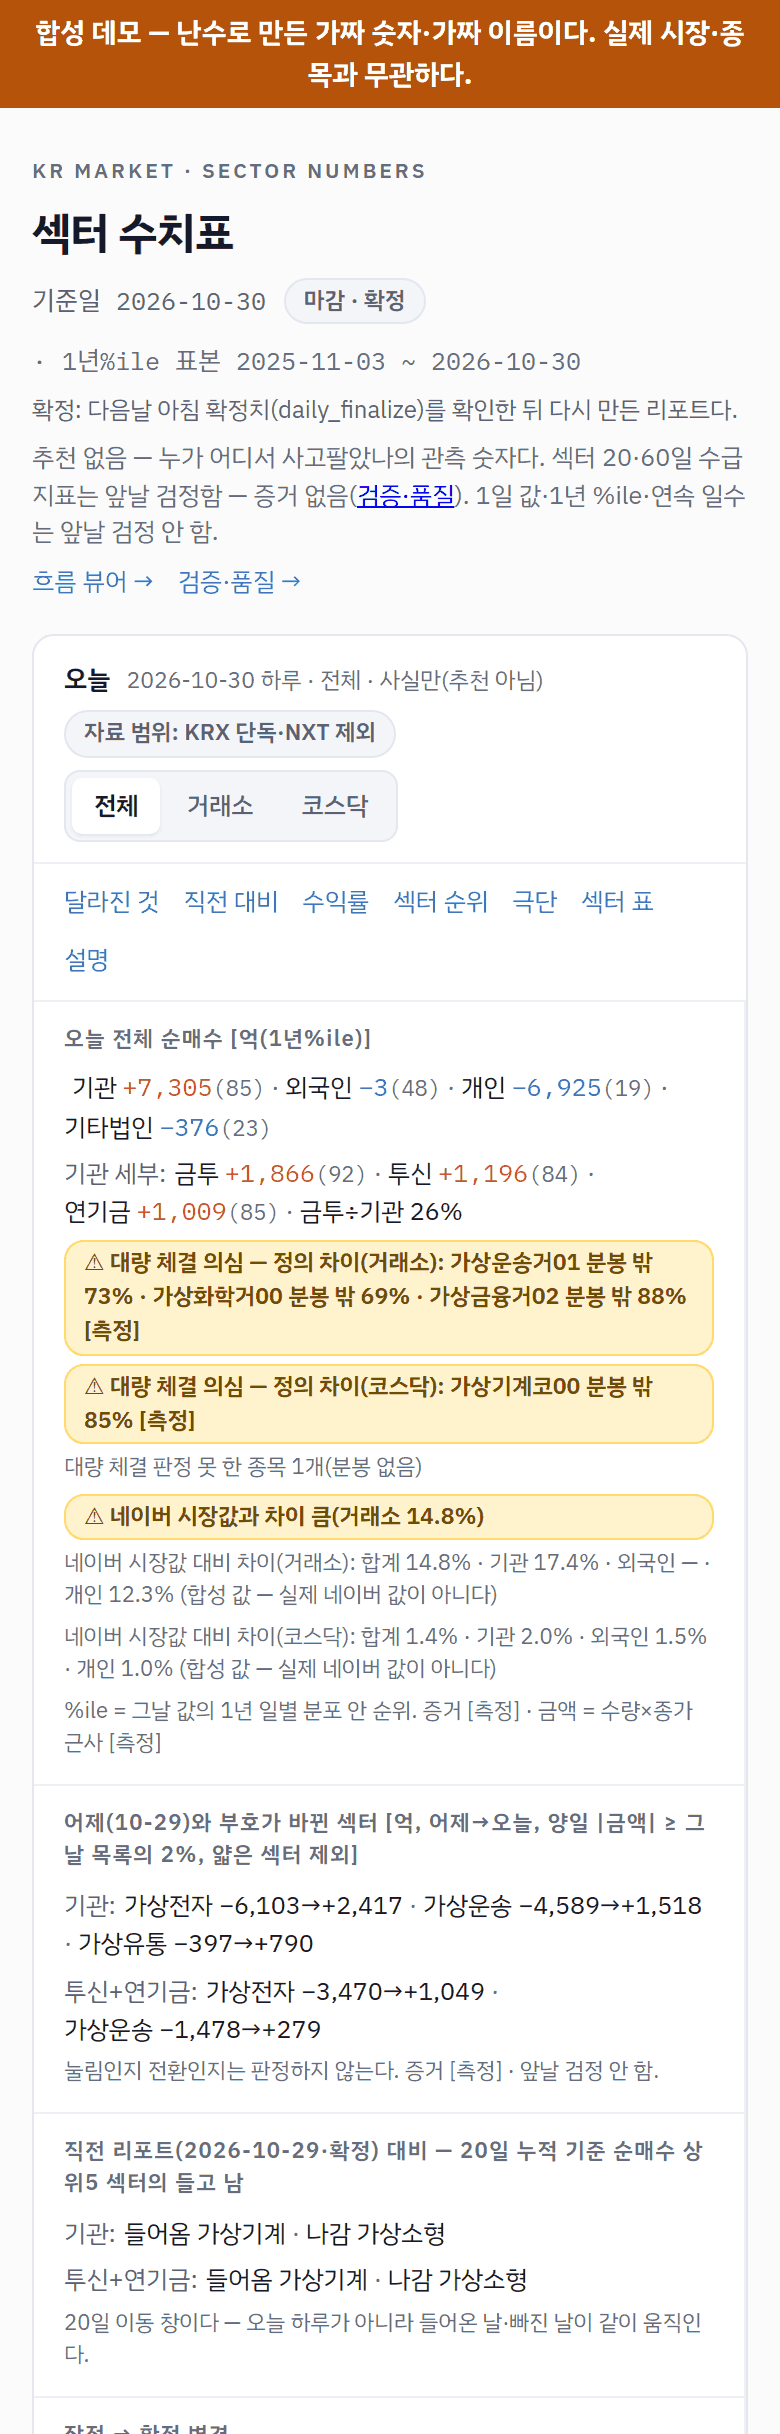 합성 데모 — 난수로 만든 가짜 숫자·가짜 이름이다. 실제 시장·종
목과 무관하다.
KR MARKET · SECTOR NUMBERS
섹터 수치표
기준일 2026-10-30 마감 · 확정
· 1년%ile 표본 2025-11-03 ~ 2026-10-30
확정: 다음날 아침 확정치(daily_finalize)를 확인한 뒤 다시 만든 리포트다.
추천 없음 — 누가 어디서 사고팔았나의 관측 숫자다. 섹터 20·60일 수급
지표는 앞날 검정함 — 증거 없음(검증·품질). 1일 값·1년 %ile·연속 일수
는 앞날 검정 안 함.
흐름 뷰어 → 검증·품질 →
오늘 2026-10-30 하루 · 전체 · 사실만(추천 아님)
자료 범위: KRX 단독·NXT 제외
전체 거래소 코스닥
달라진 것 직전 대비 수익률 섹터 순위 극단 섹터 표
설명
오늘 전체 순매수 [억(1년%ile)]
기관 +7,305(85) · 외국인 −3(48) · 개인 −6,925(19) ·
기타법인 −376(23)
기관 세부: 금투 +1,866(92) · 투신 +1,196(84) ·
연기금 +1,009(85) · 금투÷기관 26%
⚠ 대량 체결 의심 — 정의 차이(거래소): 가상운송거01 분봉 밖
73% · 가상화학거00 분봉 밖 69% · 가상금융거02 분봉 밖 88%
[측정]
⚠ 대량 체결 의심 — 정의 차이(코스닥): 가상기계코00 분봉 밖
85% [측정]
대량 체결 판정 못 한 종목 1개(분봉 없음)
⚠ 네이버 시장값과 차이 큼(거래소 14.8%)
네이버 시장값 대비 차이(거래소): 합계 14.8% · 기관 17.4% · 외국인 — ·
개인 12.3% (합성 값 — 실제 네이버 값이 아니다)
네이버 시장값 대비 차이(코스닥): 합계 1.4% · 기관 2.0% · 외국인 1.5%
· 개인 1.0% (합성 값 — 실제 네이버 값이 아니다)
%ile = 그날 값의 1년 일별 분포 안 순위. 증거 [측정] · 금액 = 수량×종가
근사 [측정]
어제(10-29)와 부호가 바뀐 섹터 [억, 어제→오늘, 양일 |금액| ≥ 그
날 목록의 2%, 얇은 섹터 제외]
기관: 가상전자 −6,103→+2,417 · 가상운송 −4,589→+1,518
· 가상유통 −397→+790
투신+연기금: 가상전자 −3,470→+1,049 ·
가상운송 −1,478→+279
눌림인지 전환인지는 판정하지 않는다. 증거 [측정] · 앞날 검정 안 함.
직전 리포트(2026-10-29·확정) 대비 — 20일 누적 기준 순매수 상
위5 섹터의 들고 남
기관: 들어옴 가상기계 · 나감 가상소형
투신+연기금: 들어옴 가상기계 · 나감 가상소형
20일 이동 창이다 — 오늘 하루가 아니라 들어온 날·빠진 날이 같이 움직인
다.